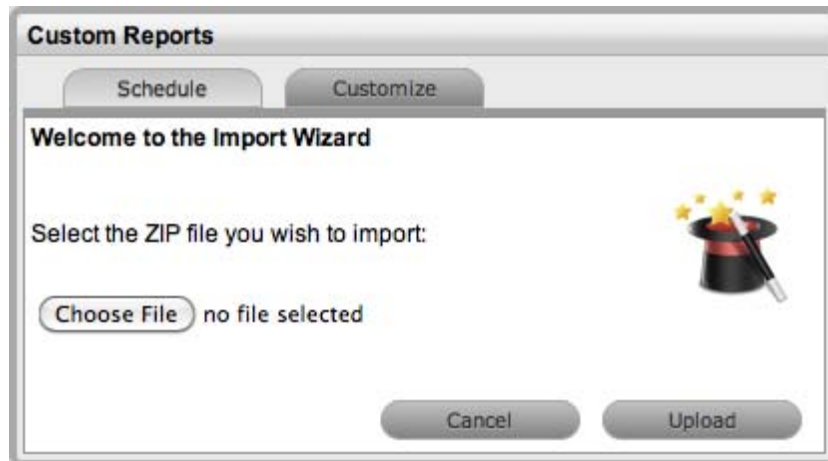 Custom Reports
Schedule Customize
Welcome to the Import Wizard
Select the ZIP file you wish to import:
Choose File no file selected
Cancel Upload